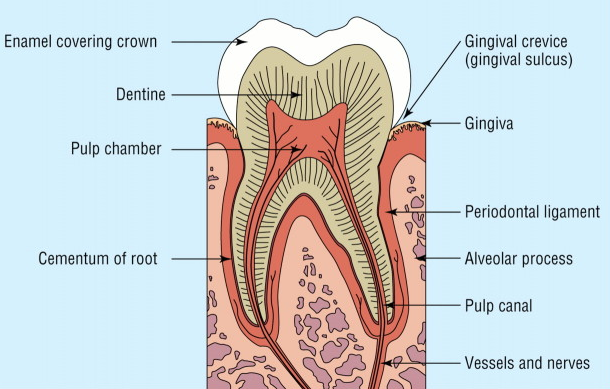 Enamel covering crown
Dentine
Pulp chamber
Cementum of root
Gingival crevice
(gingival sulcus)
Gingiva
Periodontal ligament
Alveolar process
Pulp canal
Vessels and nerves